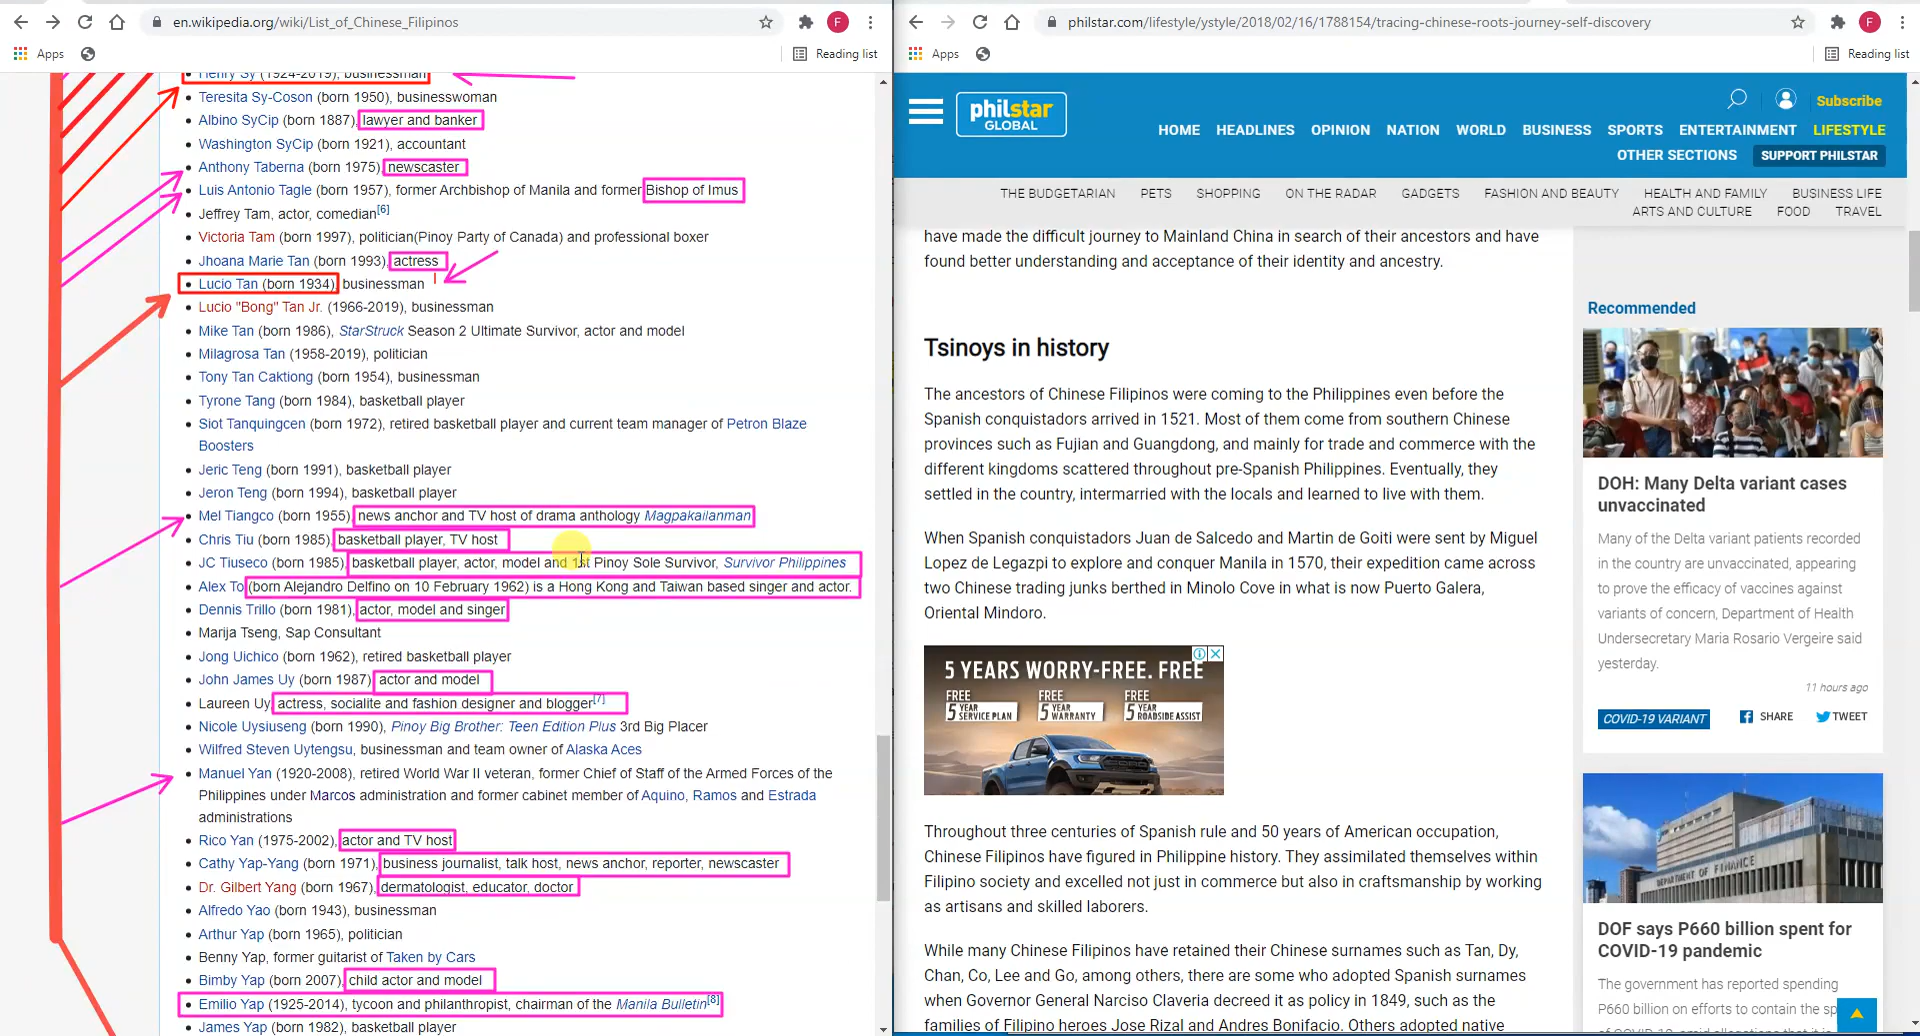 en.wikipedia.org/wiki/List_of_Chinese_Filipinos
F
Apps
Reading list
Henry Sy (1924-2019), businessman
Teresita Sy-Coson (born 1950), businesswoman
Albino SyCip (born 1887), lawyer and banker
Washington SyCip (born 1921), accountant
Anthony Taberna (born 1975), newscaster
Luis Antonio Tagle (born 1957), former Archbishop of Manila and former Bishop of Imus
Jeffrey Tam, actor, comedian[6]
Victoria Tam (born 1997), politician(Pinoy Party of Canada) and professional boxer
Jhoana Marie Tan (born 1993), actress
Lucio Tan (born 1934), businessman
Lucio "Bong" Tan Jr. (1966-2019), businessman
Mike Tan (born 1986), StarStruck Season 2 Ultimate Survivor, actor and model
Milagrosa Tan (1958-2019), politician
Tony Tan Caktiong (born 1954), businessman
Tyrone Tang (born 1984), basketball player
Siot Tanquingcen (born 1972), retired basketball player and current team manager of Petron Blaze
Boosters
Jeric Teng (born 1991), basketball player
Jeron Teng (born 1994), basketball player
Mel Tiangco (born 1955), news anchor and TV host of drama anthology Magpakailanman
Chris Tiu (born 1985), basketball player, TV host
JC Tiuseco (born 1985), basketball player, actor, model and 1st Pinoy Sole Survivor, Survivor Philippines
Alex To (born Alejandro Delfino on 10 February 1962) is a Hong Kong and Taiwan based singer and actor.
Dennis Trillo (born 1981), actor, model and singer
Marija Tseng, Sap Consultant
Jong Uichico (born 1962), retired basketball player
John James Uy (born 1987), actor and model
Laureen Uy, actress, socialite and fashion designer and blogger[7]
Nicole Uysiuseng (born 1990), Pinoy Big Brother: Teen Edition Plus 3rd Big Placer
Wilfred Steven Uytengsu, businessman and team owner of Alaska Aces
Manuel Yan (1920-2008), retired World War II veteran, former Chief of Staff of the Armed Forces of the
Philippines under Marcos administration and former cabinet member of Aquino, Ramos and Estrada
administrations
Rico Yan (1975-2002), actor and TV host
Cathy Yap-Yang (born 1971), business journalist, talk host, news anchor, reporter, newscaster
Dr. Gilbert Yang (born 1967), dermatologist, educator, doctor
Alfredo Yao (born 1943), businessman
Arthur Yap (born 1965), politician
Benny Yap, former guitarist of Taken by Cars
Bimby Yap (born 2007), child actor and model
Emilio Yap (1925-2014), tycoon and philanthropist, chairman of the Manila Bulletin[8]
James Yap (born 1982), basketball player
philstar.com/lifestyle/ystyle/2018/02/16/1788154/tracing-chinese-roots-journey-self-discovery
F
Apps
Reading list
philstar
GLOBAL
Subscribe
HOME HEADLINES OPINION NATION WORLD BUSINESS SPORTS ENTERTAINMENT LIFESTYLE
OTHER SECTIONS SUPPORT PHILSTAR
THE BUDGETARIAN PETS SHOPPING ON THE RADAR GADGETS FASHION AND BEAUTY HEALTH AND FAMILY BUSINESS LIFE
ARTS AND CULTURE FOOD TRAVEL
have made the difficult journey to Mainland China in search of their ancestors and have
found better understanding and acceptance of their identity and ancestry.
Tsinoys in history
The ancestors of Chinese Filipinos were coming to the Philippines even before the
Spanish conquistadors arrived in 1521. Most of them come from southern Chinese
provinces such as Fujian and Guangdong, and mainly for trade and commerce with the
different kingdoms scattered throughout pre-Spanish Philippines. Eventually, they
settled in the country, intermarried with the locals and learned to live with them.
When Spanish conquistadors Juan de Salcedo and Martin de Goiti were sent by Miguel
Lopez de Legazpi to explore and conquer Manila in 1570, their expedition came across
two Chinese trading junks berthed in Minolo Cove in what is now Puerto Galera,
Oriental Mindoro.
5 YEARS WORRY-FREE. FREE
FREE FREE FREE
5 YEAR SERVICE PLAN 5 YEAR WARRANTY 5 YEAR ROADSIDE ASSIST
Throughout three centuries of Spanish rule and 50 years of American occupation,
Chinese Filipinos have figured in Philippine history. They assimilated themselves within
Filipino society and excelled not just in commerce but also in craftsmanship by working
as artisans and skilled laborers.
While many Chinese Filipinos have retained their Chinese surnames such as Tan, Dy,
Chan, Co, Lee and Go, among others, there are some who adopted Spanish surnames
when Governor General Narciso Claveria decreed it as policy in 1849, such as the
families of Filipino heroes Jose Rizal and Andres Bonifacio. Others adopted native
Recommended
DOH: Many Delta variant cases
unvaccinated
Many of the Delta variant patients recorded
in the country are unvaccinated, appearing
to prove the efficacy of vaccines against
variants of concern, Department of Health
Undersecretary Maria Rosario Vergeire said
yesterday.
11 hours ago
COVID-19 VARIANT SHARE TWEET
DEPARTMENT OF FINANCE
DOF says P660 billion spent for
COVID-19 pandemic
The government has reported spending
P660 billion on efforts to contain the